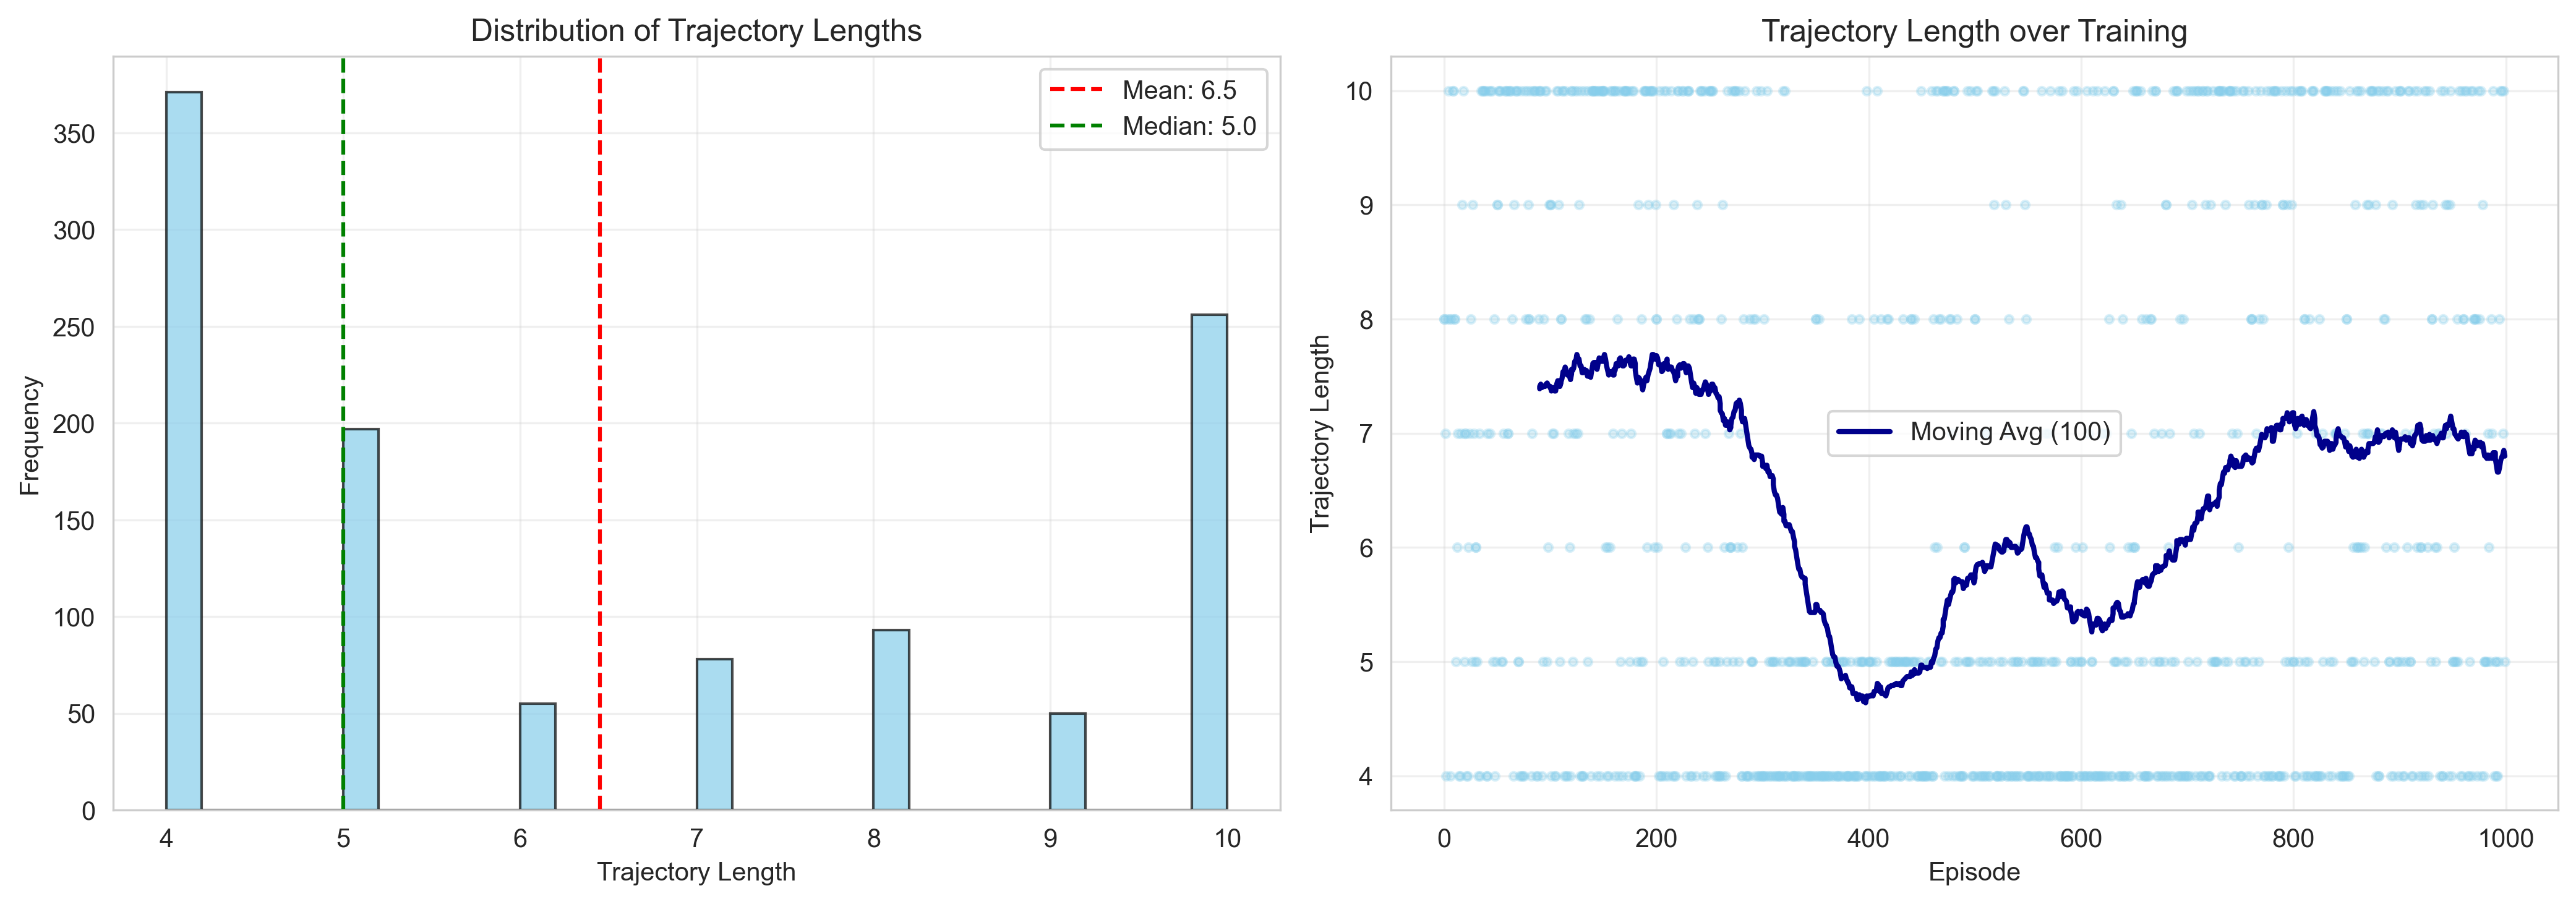 Distribution of Trajectory Lengths
Frequency
350
300
250
200
150
100
50
0
Mean: 6.5
Median: 5.0
4 5 6 7 8 9 10
Trajectory Length
Trajectory Length over Training
Trajectory Length
10
9
8
7
6
5
4
Moving Avg (100)
0 200 400 600 800 1000
Episode